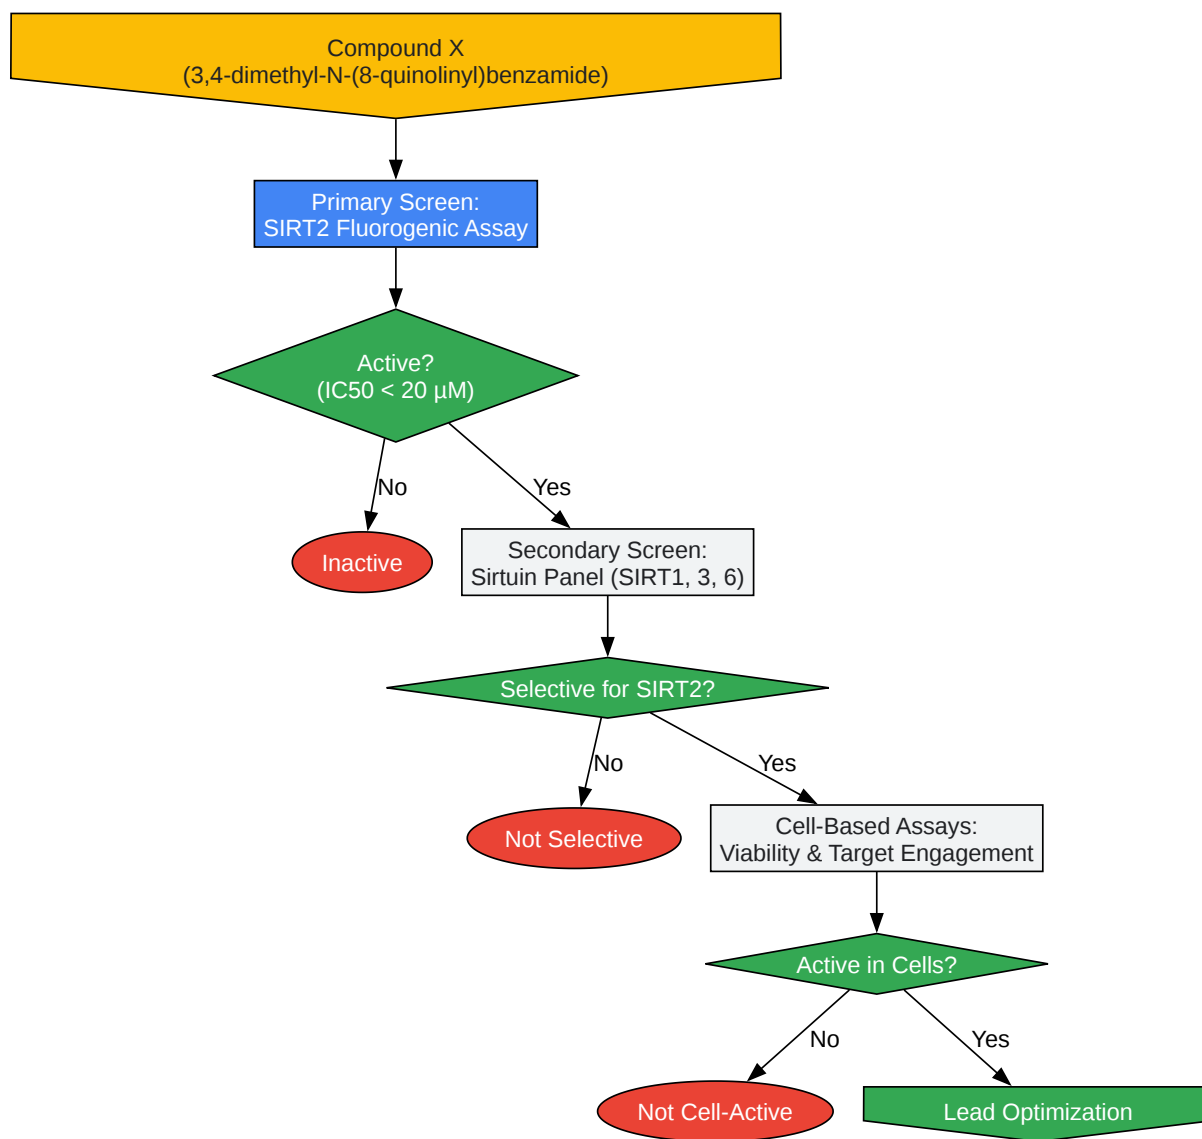 Compound X
(3,4-dimethyl-N-(8-quinolinyl)benzamide)
Primary Screen:
SIRT2 Fluorogenic Assay
Active?
(IC50 < 20 µM)
No
Yes
Inactive
Secondary Screen:
Sirtuin Panel (SIRT1, 3, 6)
Selective for SIRT2?
No
Yes
Not Selective
Cell-Based Assays:
Viability & Target Engagement
Active in Cells?
No
Yes
Not Cell-Active
Lead Optimization